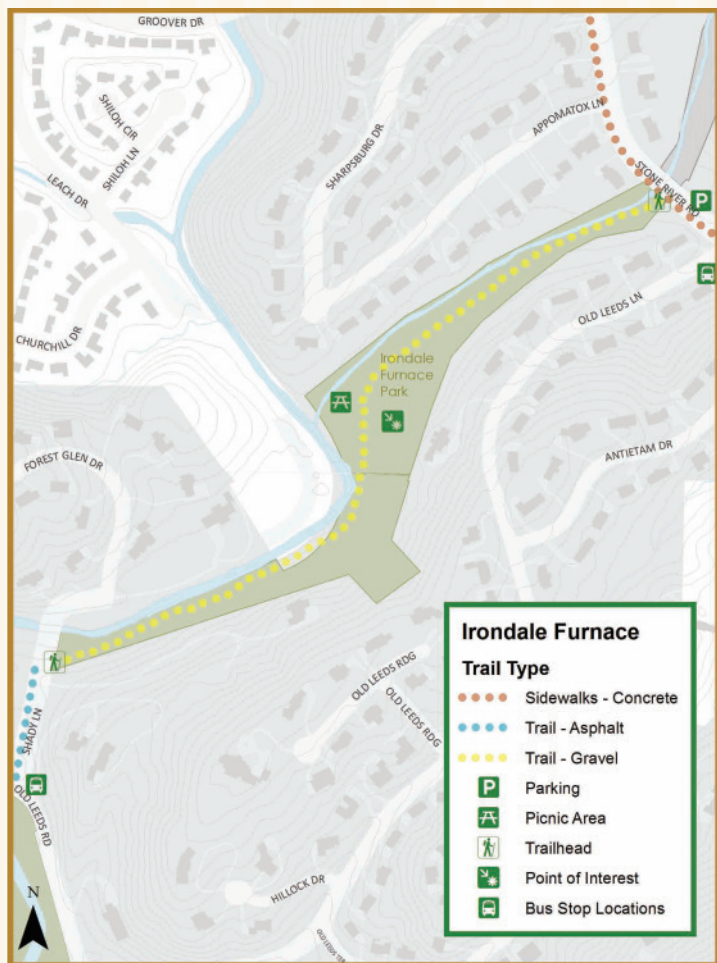 GROOVER DR
SHILOH CIR
SHILOH LN
LEACH DR
CHURCHILL DR
SHARPSBURG DR
APPOMATOX LN
STONE RIVER RD
P
OLD LEEDS LN
Irondale
Furnace
Park
ANTIETAM DR
FOREST GLEN DR
SHADY LN
OLD LEEDS RD
OLD LEEDS RDG
OLD LEEDS RDG
HILLOCK DR
OLD LEEDS TER
N
Irondale Furnace
Trail Type
Sidewalks - Concrete
Trail - Asphalt
Trail - Gravel
P Parking
Picnic Area
Trailhead
Point of Interest
Bus Stop Locations